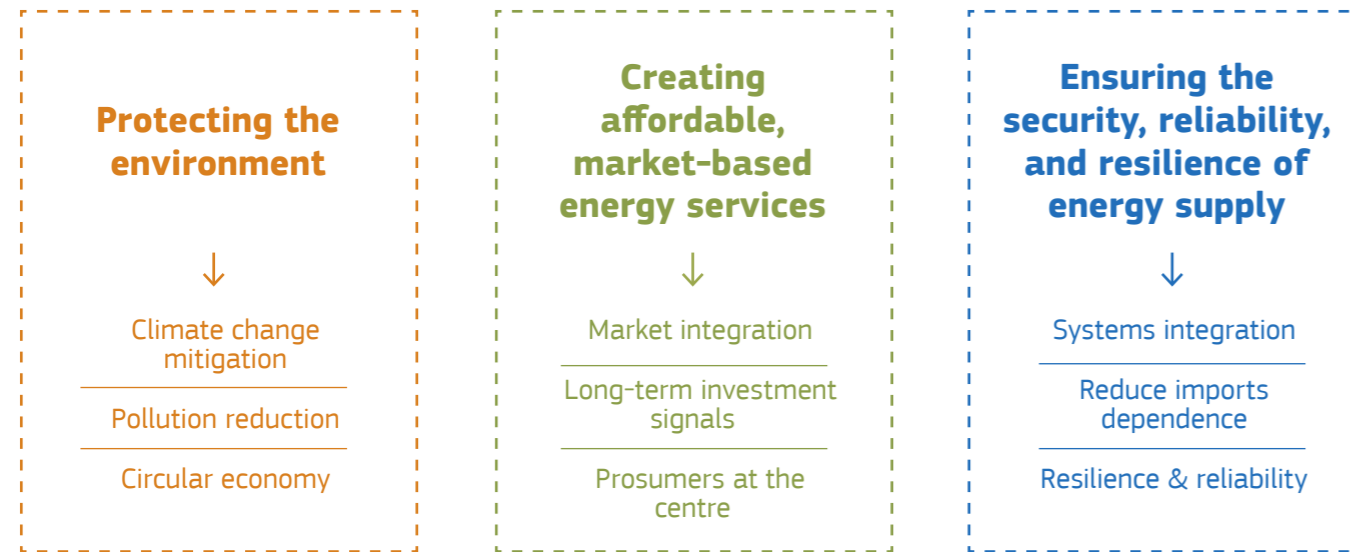 Protecting the
environment
↓
Climate change
mitigation
Pollution reduction
Circular economy
Creating
affordable,
market-based
energy services
↓
Market integration
Long-term investment
signals
Prosumers at the
centre
Ensuring the
security, reliability,
and resilience of
energy supply
↓
Systems integration
Reduce imports
dependence
Resilience & reliability